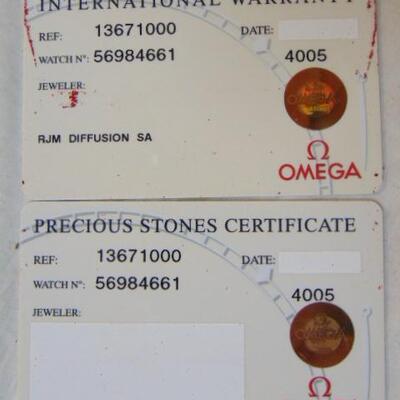 INTERNATIONAL WARRANTY
REF: 13671000 DATE:
WATCH N°: 56984661 4005
JEWELER:
RJM DIFFUSION SA
Ω
OMEGA
PRECIOUS STONES CERTIFICATE
REF: 13671000 DATE:
WATCH N°: 56984661 4005
JEWELER:
Ω